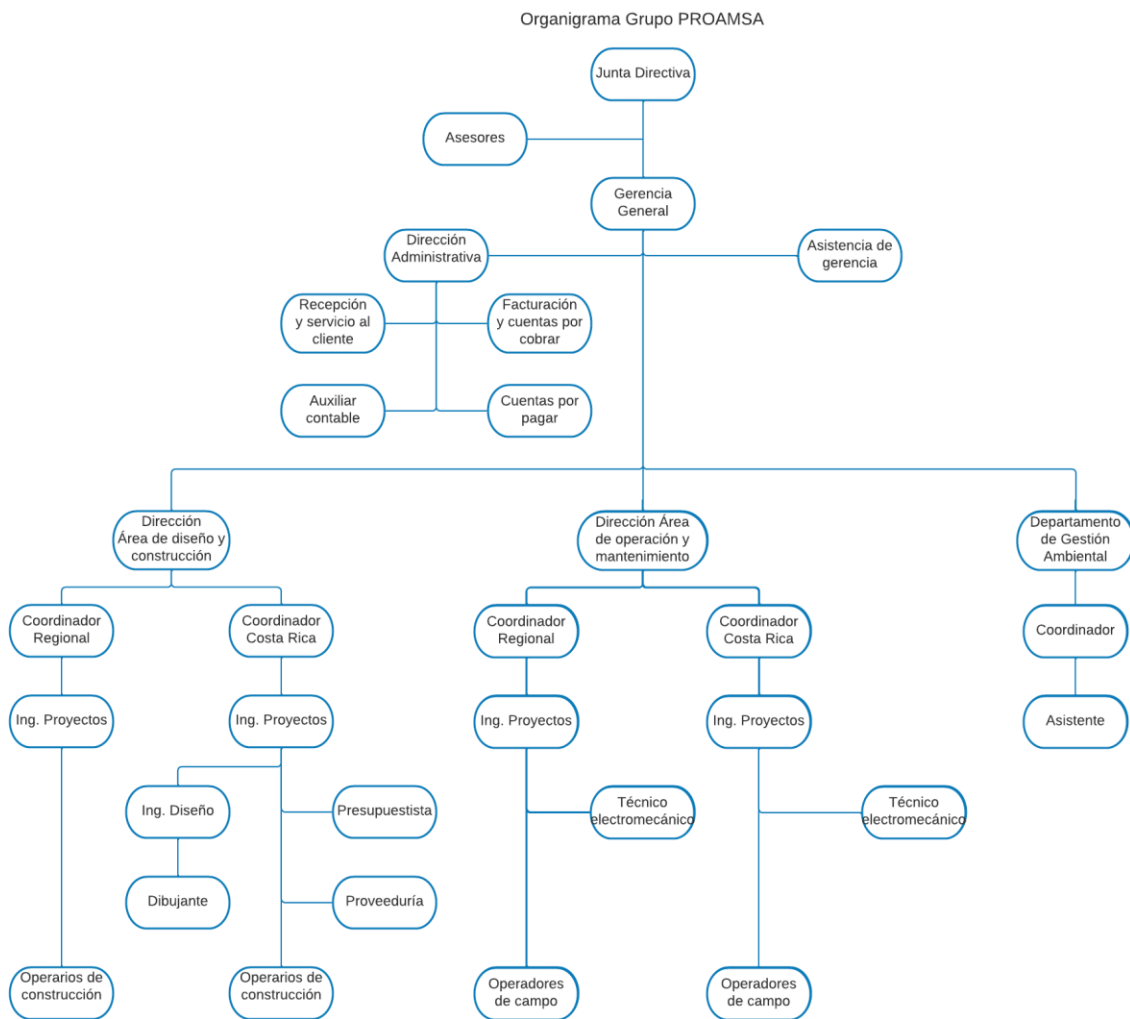 Organigrama Grupo PROAMSA
Junta Directiva
Asesores
Gerencia
General
Dirección
Administrativa
Asistencia de
gerencia
Recepción
y servicio al
cliente
Facturación
y cuentas por
cobrar
Auxiliar
contable
Cuentas por
pagar
Dirección
Área de diseño y
construcción
Dirección Área
de operación y
mantenimiento
Departamento
de Gestión
Ambiental
Coordinador
Regional
Coordinador
Costa Rica
Coordinador
Regional
Coordinador
Costa Rica
Coordinador
Ing. Proyectos
Ing. Proyectos
Ing. Proyectos
Ing. Proyectos
Asistente
Ing. Diseño
Presupuestista
Técnico
electromecánico
Técnico
electromecánico
Dibujante
Proveeduría
Operarios de
construcción
Operarios de
construcción
Operadores
de campo
Operadores
de campo